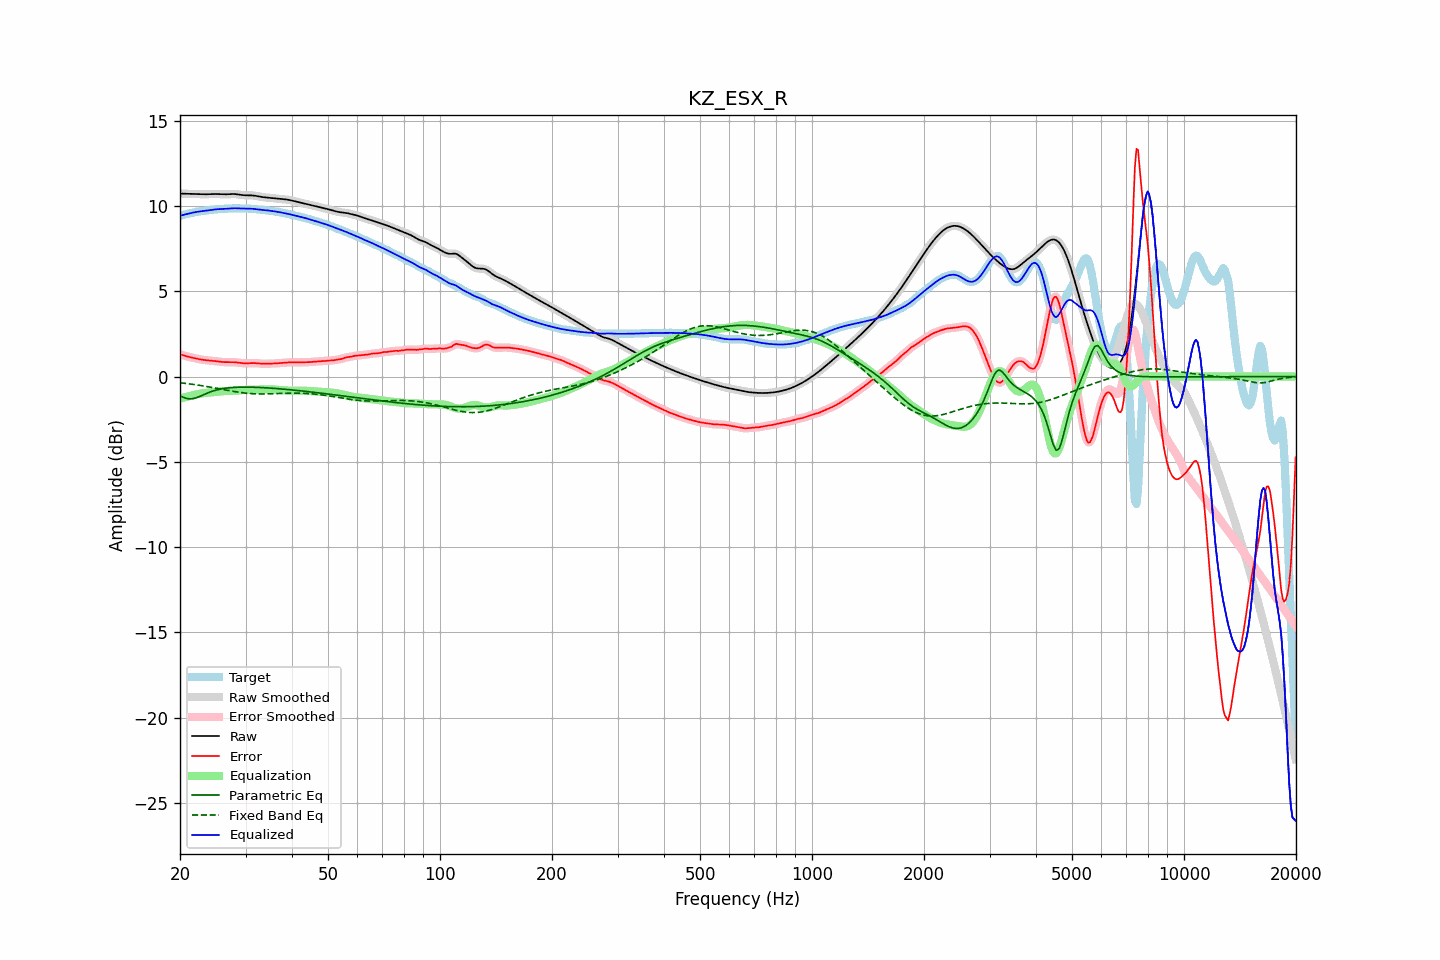 KZ_ESX_R
15
10
5
0
−5
−10
−15
−20
−25
Amplitude (dBr)
Target
Raw Smoothed
Error Smoothed
Raw
Error
Equalization
Parametric Eq
Fixed Band Eq
Equalized
20 50 100 200 500 1000 2000 5000 10000 20000
Frequency (Hz)